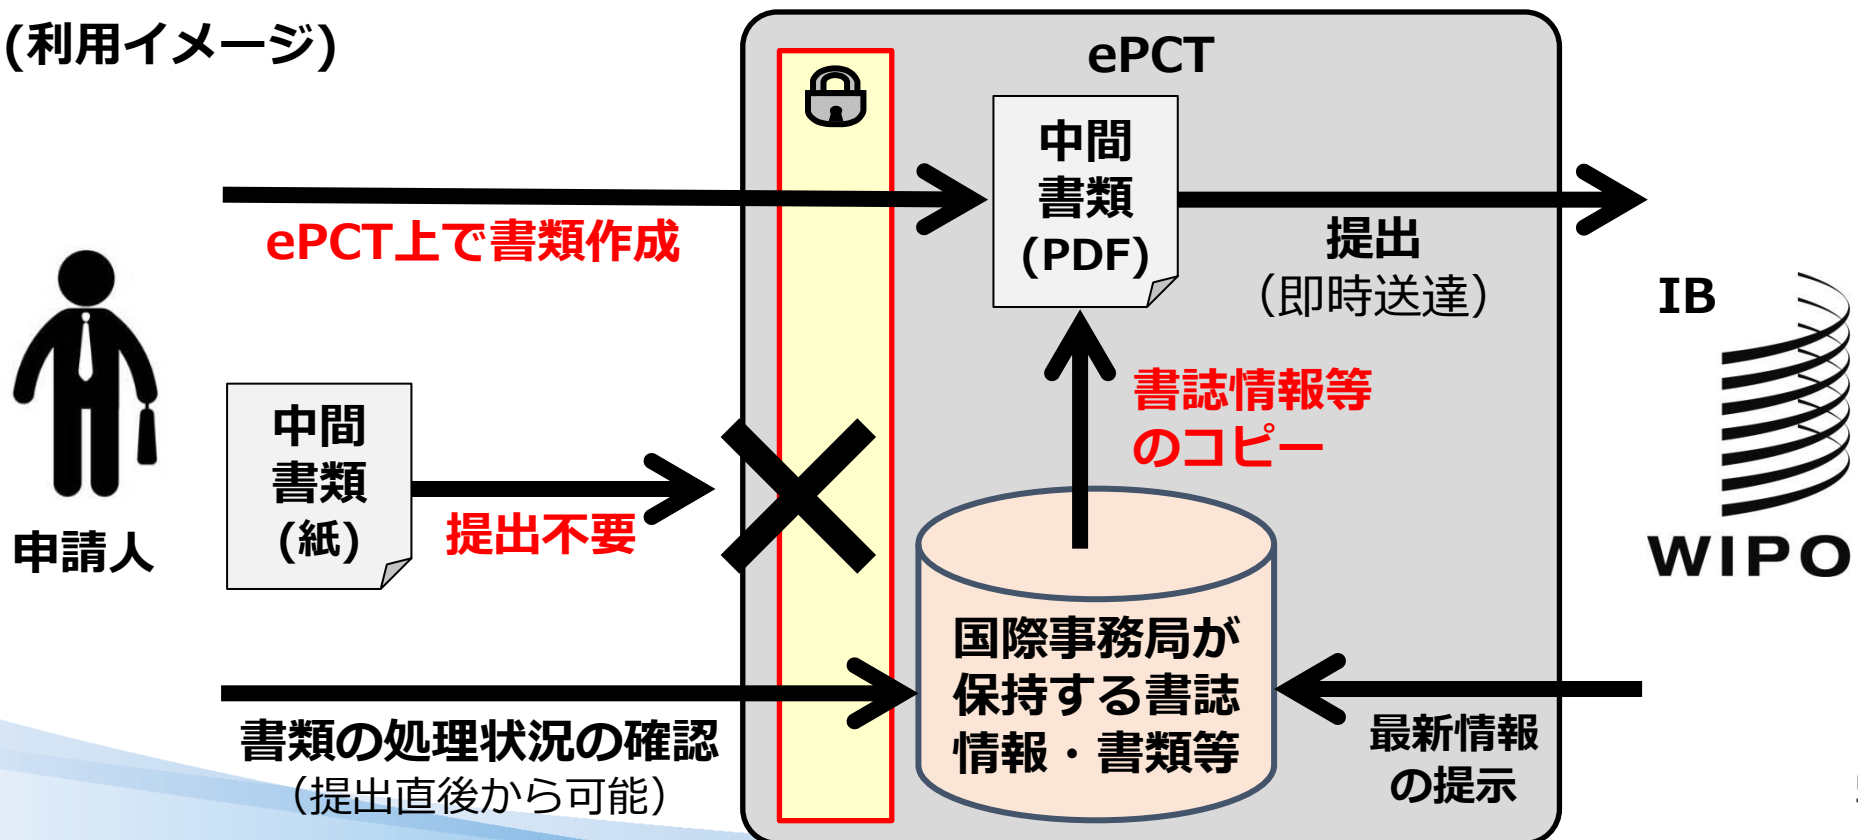 (利用イメージ)
ePCT
中間
書類
(PDF)
ePCT上で書類作成
提出
（即時送達）
IB
書誌情報等
のコピー
中間
書類
(紙)
提出不要
申請人
WIPO
国際事務局が
保持する書誌
情報・書類等
書類の処理状況の確認
（提出直後から可能）
最新情報
の提示